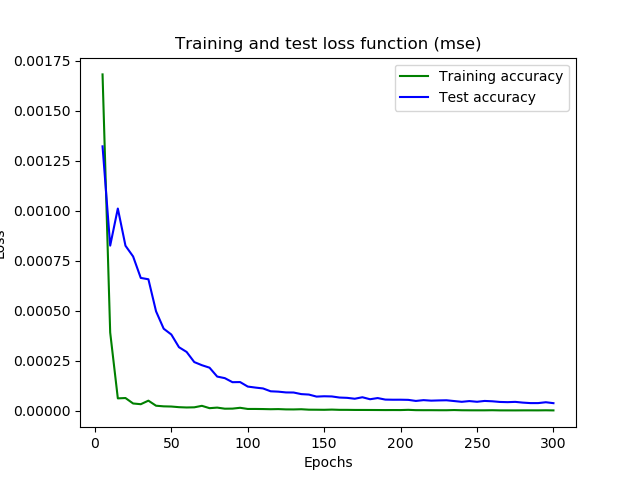 Training and test loss function (mse)
0.00175
0.00150
0.00125
0.00100
0.00075
0.00050
0.00025
0.00000
Loss
Training accuracy
Test accuracy
0 50 100 150 200 250 300
Epochs